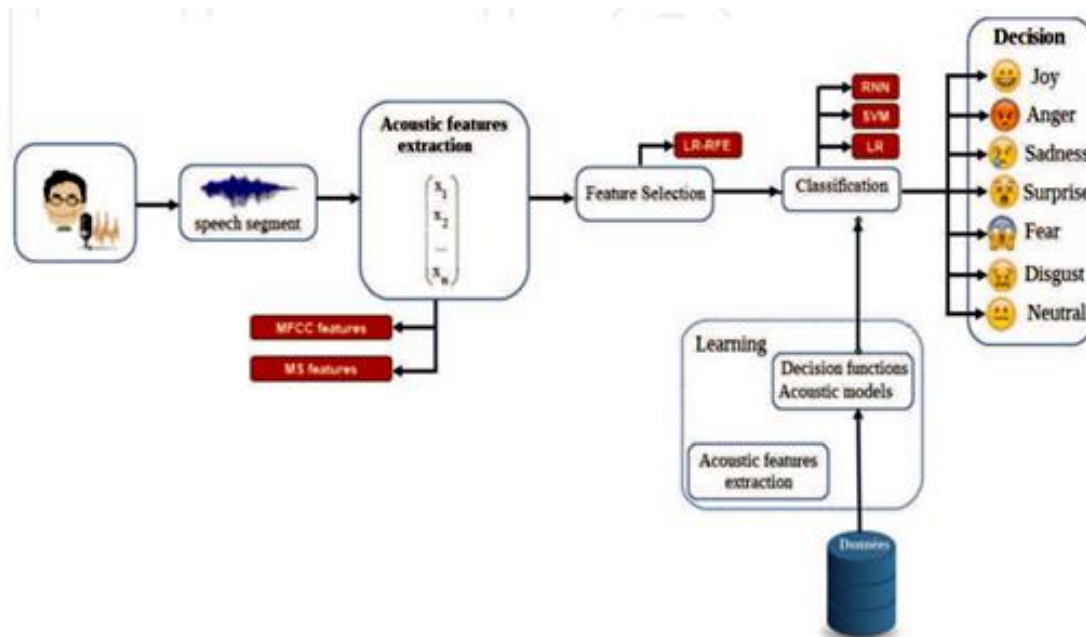 speech segment
Acoustic features
extraction
x1
x2
...
xn
MFCC features
MS features
LR-RFE
Feature Selection
RNN
SVM
LR
Classification
Learning
Decision functions
Acoustic models
Acoustic features
extraction
Données
Decision
Joy
Anger
Sadness
Surprise
Fear
Disgust
Neutral